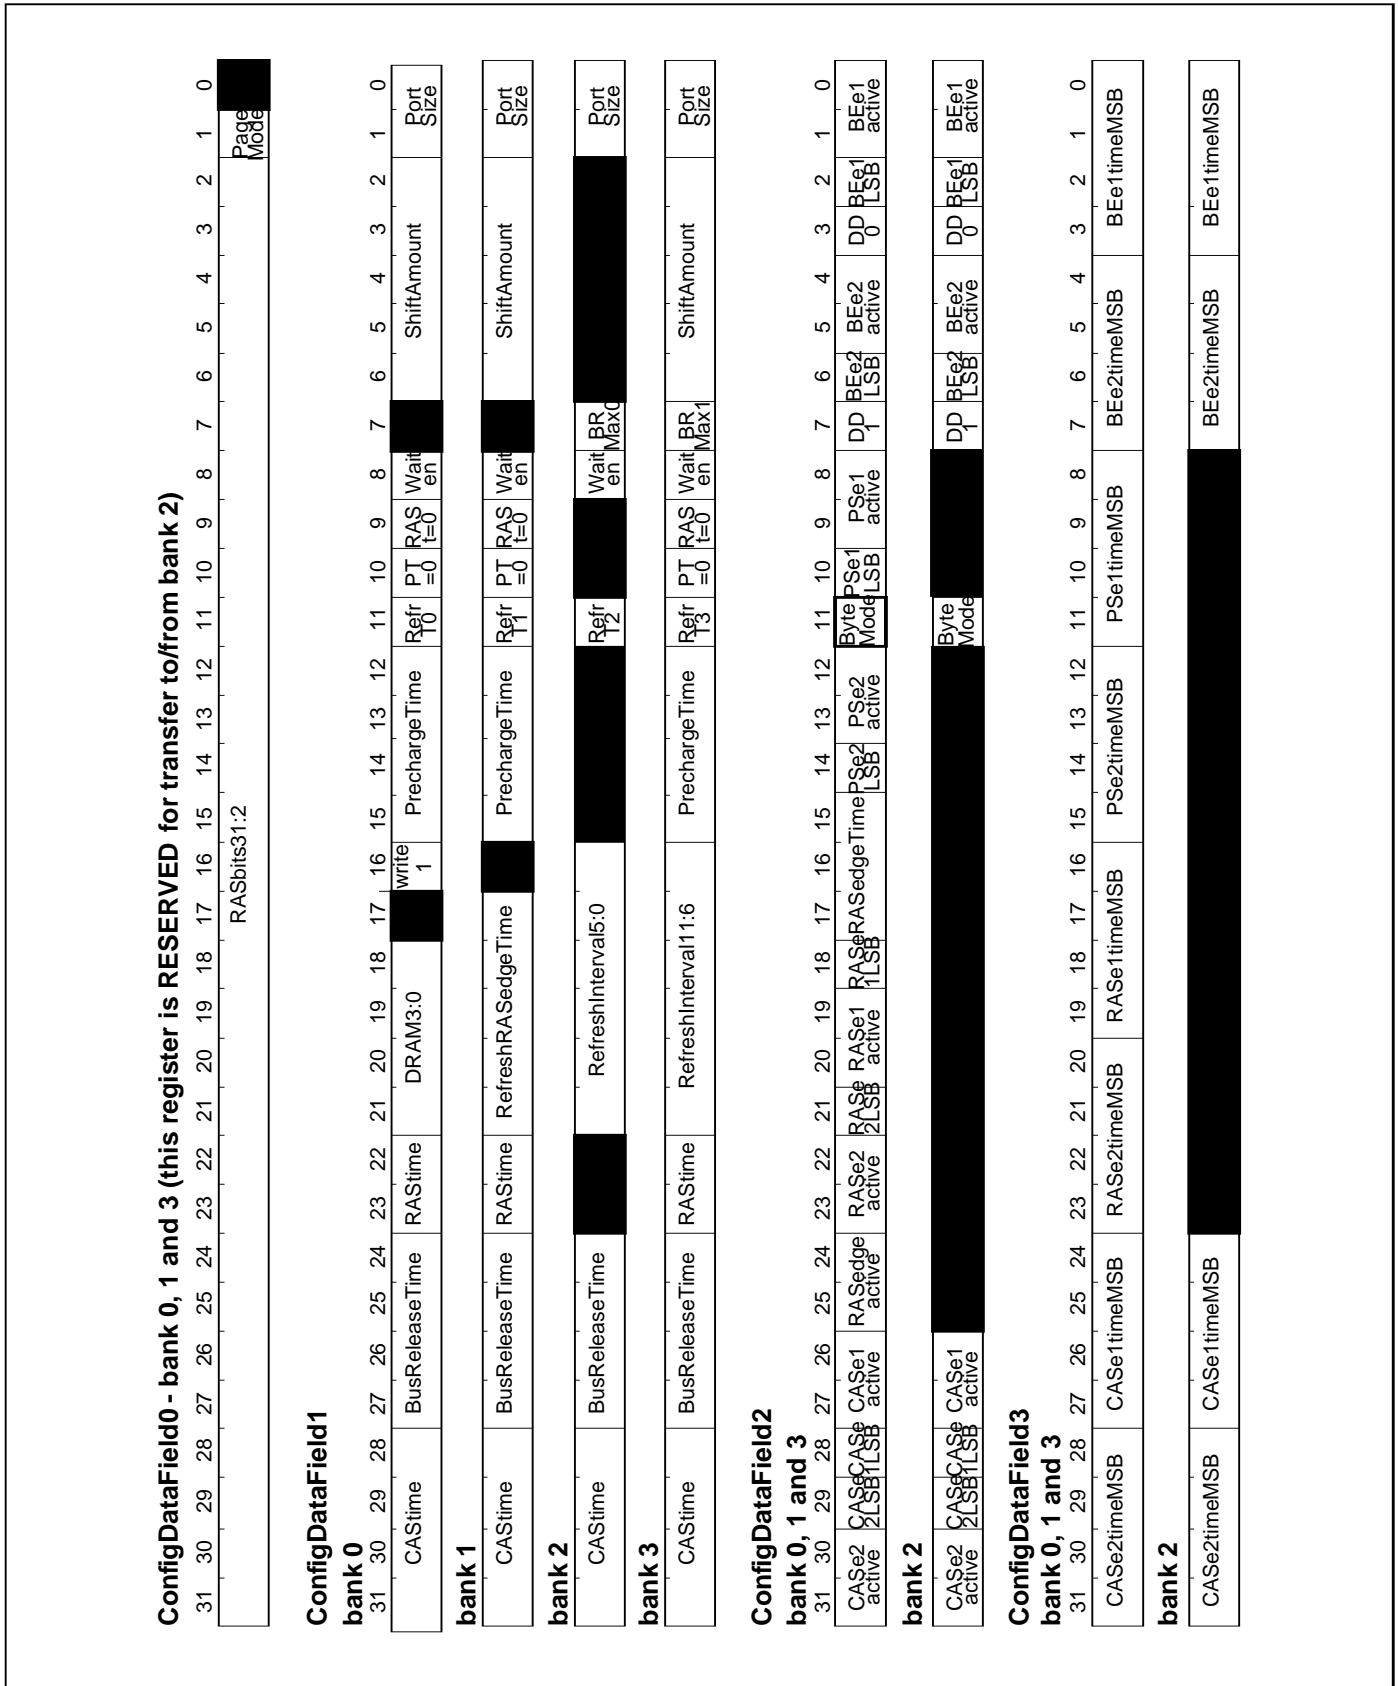 ConfigDataField0 - bank 0, 1 and 3 (this register is RESERVED for transfer to/from bank 2)
31 30 29 28 27 26 25 24 23 22 21 20 19 18 17 16 15 14 13 12 11 10 9 8 7 6 5 4 3 2 1 0
RASbits31:2 Page
Mode
ConfigDataField1
bank 0
31 30 29 28 27 26 25 24 23 22 21 20 19 18 17 16 15 14 13 12 11 10 9 8 7 6 5 4 3 2 1 0
CAStime BusReleaseTime RAStime DRAM3:0 write PrechargeTime Refr PT RAS Wait ShiftAmount Port
1 T0 =0 t=0 en Size
bank 1
CAStime BusReleaseTime RAStime RefreshRASedgeTime PrechargeTime Refr PT RAS Wait ShiftAmount Port
T1 =0 t=0 en Size
bank 2
CAStime BusReleaseTime RefreshInterval5:0 Refr Wait BR Port
T2 en Max0 Size
bank 3
CAStime BusReleaseTime RAStime RefreshInterval11:6 PrechargeTime Refr PT RAS Wait BR ShiftAmount Port
T3 =0 t=0 en Max1 Size
ConfigDataField2
bank 0, 1 and 3
31 30 29 28 27 26 25 24 23 22 21 20 19 18 17 16 15 14 13 12 11 10 9 8 7 6 5 4 3 2 1 0
CASe2 CASe CASe CASe1 RASedge RASe2 RASe RASe1 RASe RASedgeTime PSe2 PSe2 Byte PSe1 PSe1 DD BEe2 BEe2 DD BEe1 BEe1
active 2LSB 1LSB active active active 2LSB active 1LSB LSB active Mode LSB active 1 LSB active 0 LSB active
bank 2
CASe2 CASe CASe CASe1 Byte DD BEe2 BEe2 DD BEe1 BEe1
active 2LSB 1LSB active Mode 1 LSB active 0 LSB active
ConfigDataField3
bank 0, 1 and 3
31 30 29 28 27 26 25 24 23 22 21 20 19 18 17 16 15 14 13 12 11 10 9 8 7 6 5 4 3 2 1 0
CASe2timeMSB CASe1timeMSB RASe2timeMSB RASe1timeMSB PSe2timeMSB PSe1timeMSB BEe2timeMSB BEe1timeMSB
bank 2
CASe2timeMSB CASe1timeMSB BEe2timeMSB BEe1timeMSB